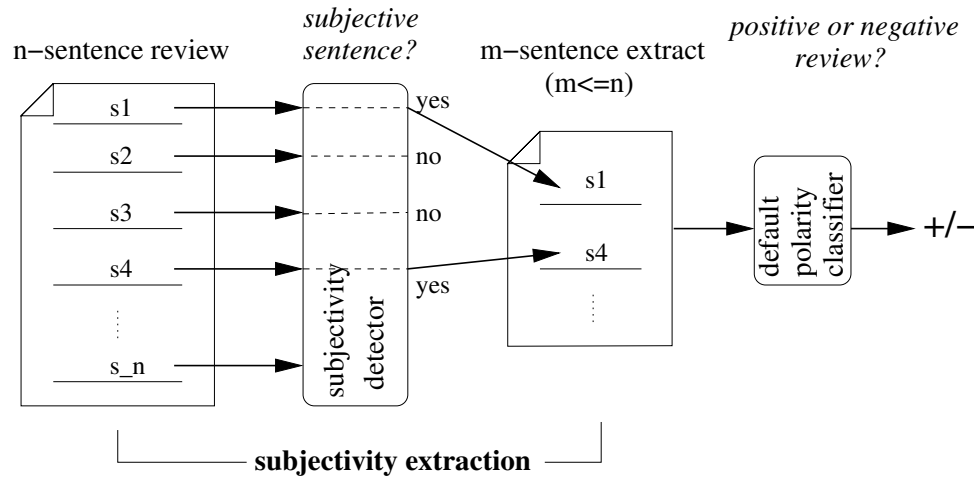 n−sentence review
s1
s2
s3
s4
s_n
subjective
sentence?
yes
no
no
yes
subjectivity
detector
m−sentence extract
(m<=n)
s1
s4
positive or negative
review?
default
polarity
classifier
+/−
subjectivity extraction